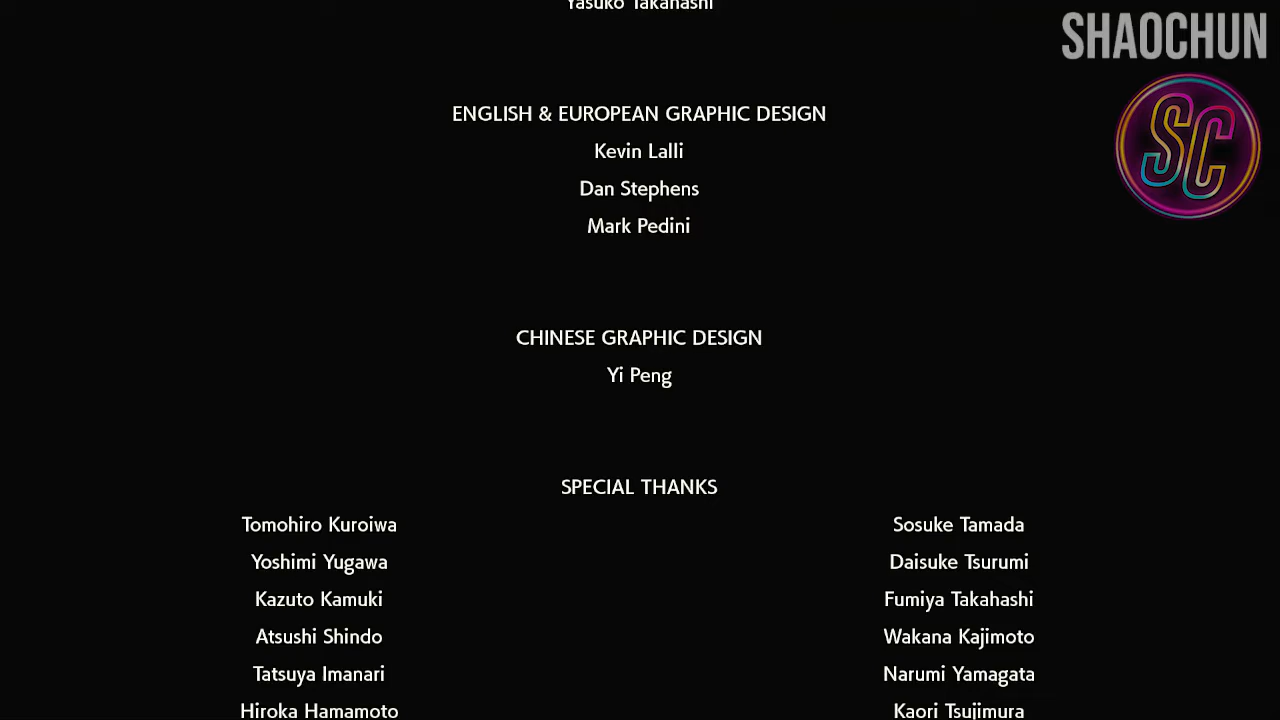 Yasuko Takahashi
SHAOCHUN
SC
ENGLISH & EUROPEAN GRAPHIC DESIGN
Kevin Lalli
Dan Stephens
Mark Pedini
CHINESE GRAPHIC DESIGN
Yi Peng
SPECIAL THANKS
Tomohiro Kuroiwa
Sosuke Tamada
Yoshimi Yugawa
Daisuke Tsurumi
Kazuto Kamuki
Fumiya Takahashi
Atsushi Shindo
Wakana Kajimoto
Tatsuya Imanari
Narumi Yamagata
Hiroka Hamamoto
Kaori Tsujimura